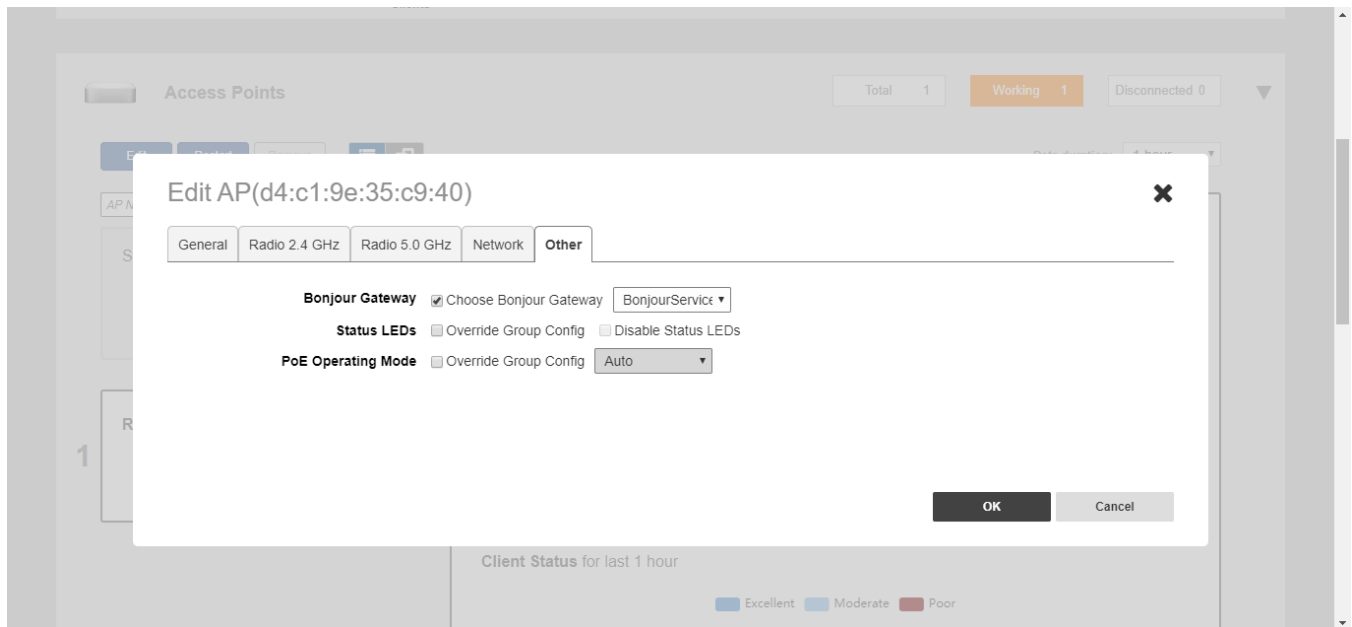 Access Points
Total 1
Working 1
Disconnected 0
Edit AP(d4:c1:9e:35:c9:40)
General
Radio 2.4 GHz
Radio 5.0 GHz
Network
Other
Bonjour Gateway Choose Bonjour Gateway BonjourService
Status LEDs Override Group Config Disable Status LEDs
PoE Operating Mode Override Group Config Auto
1
OK Cancel
Client Status for last 1 hour
Excellent Moderate Poor